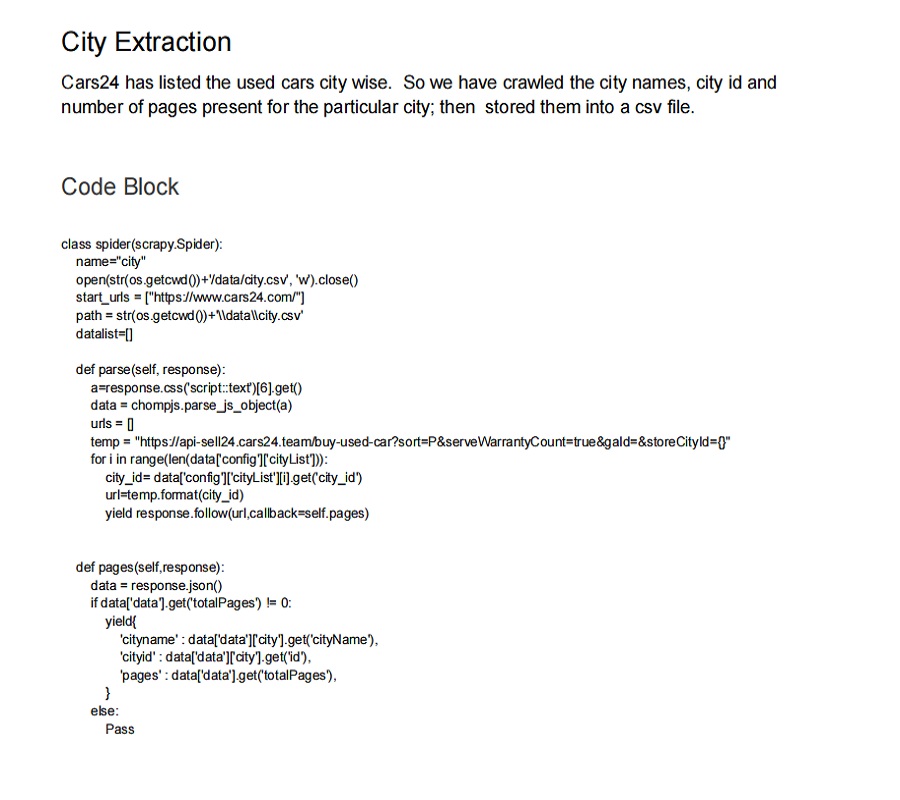 City Extraction
Cars24 has listed the used cars city wise.  So we have crawled the city names, city id and
number of pages present for the particular city; then  stored them into a csv file.
Code Block
class spider(scrapy.Spider):
    name="city"
    open(str(os.getcwd())+'/data/city.csv', 'w').close()
    start_urls = ["https://www.cars24.com/"]
    path = str(os.getcwd())+'\\data\\city.csv'
    datalist=[]
    def parse(self, response):
        a=response.css('script::text')[6].get()
        data = chompjs.parse_js_object(a)
        urls = []
        temp = "https://api-sell24.cars24.team/buy-used-car?sort=P&serveWarrantyCount=true&gaId=&storeCityId={}"
        for i in range(len(data['config']['cityList'])):
            city_id= data['config']['cityList'][i].get('city_id')
            url=temp.format(city_id)
            yield response.follow(url,callback=self.pages)
    def pages(self,response):
        data = response.json()
        if data['data'].get('totalPages') != 0:
            yield{
                'cityname' : data['data']['city'].get('cityName'),
                'cityid' : data['data']['city'].get('id'),
                'pages' : data['data'].get('totalPages'),
            }
        else:
            Pass